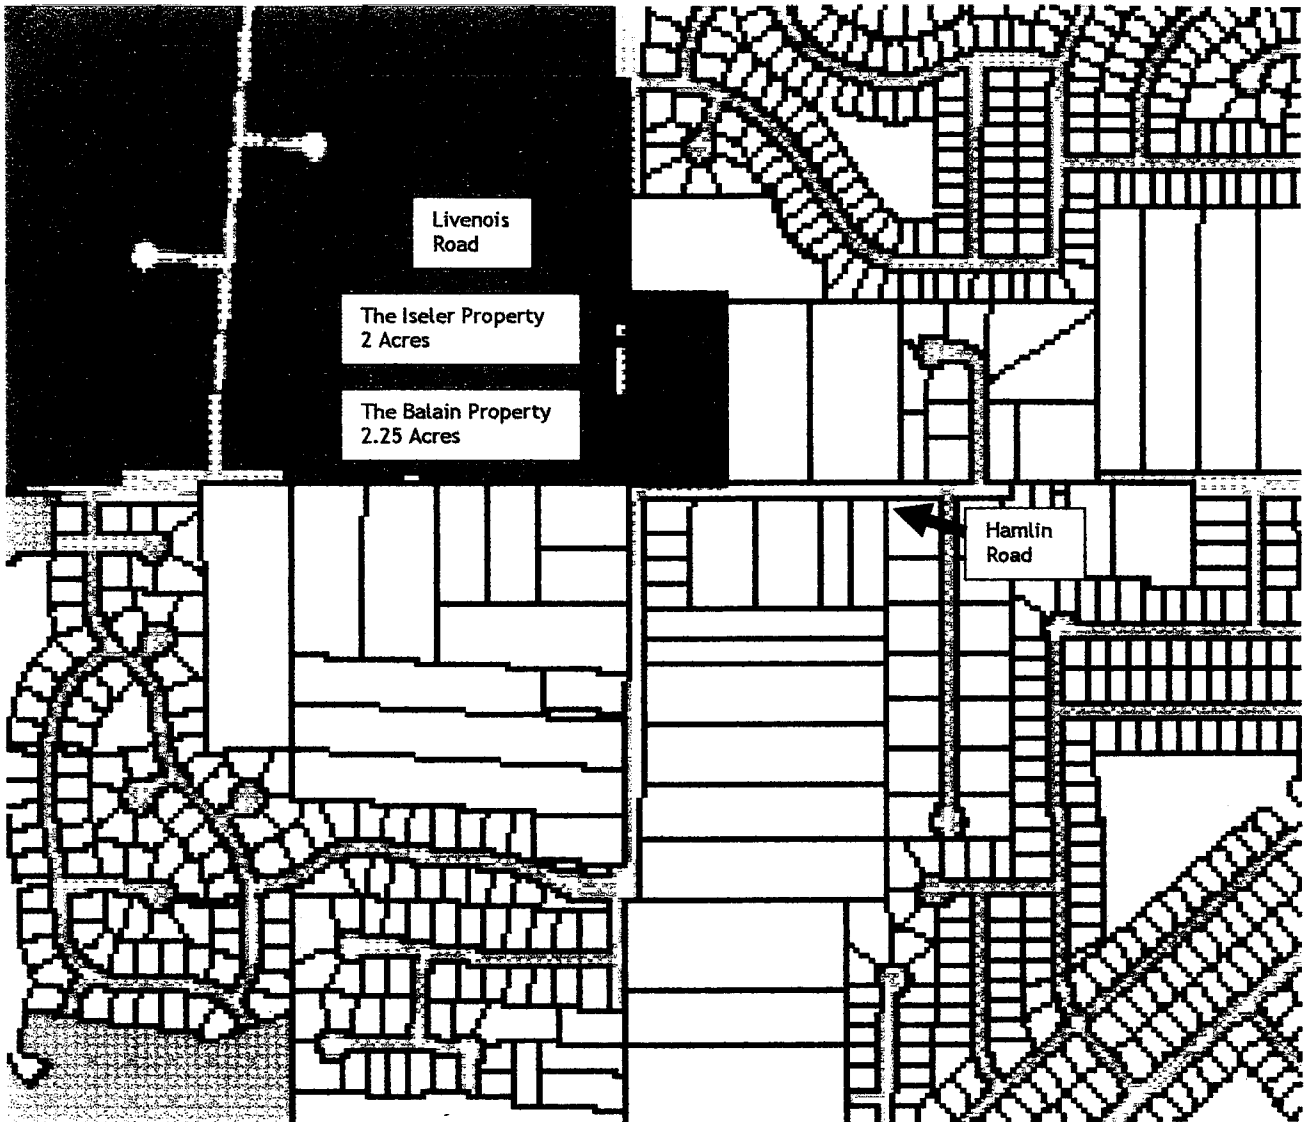 Livenois
Road
The Iseler Property
2 Acres
The Balain Property
2.25 Acres
Hamlin
Road